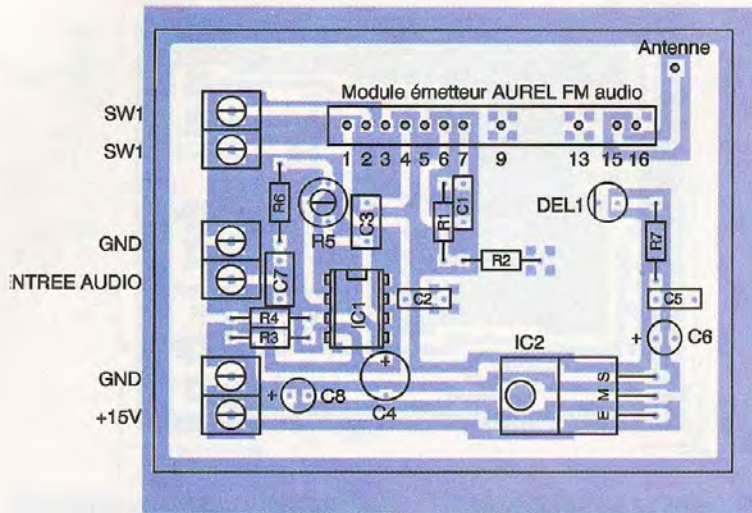 Antenne
Module émetteur AUREL FM audio
SW1
SW1
1 2 3 4 5 6 7 9 13 15 16
R6
R5
C3
R1
C1
DEL1
R7
GND
NTREE AUDIO
C7
R2
IC1
C2
C5
R4
R3
IC2
+ C6
GND
+
S
M
E
+ C8
C4
+15V